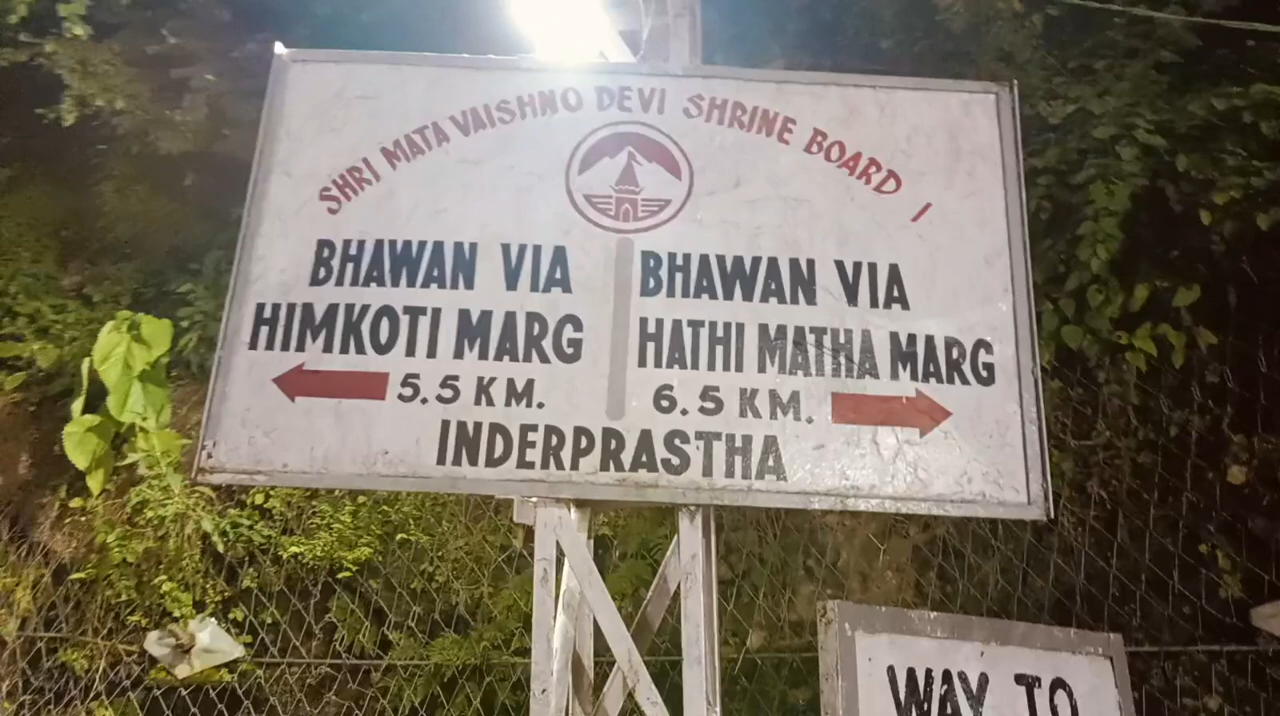 SHRI MATA VAISHNO DEVI SHRINE BOARD /
BHAWAN VIA
HIMKOTI MARG
5.5 KM.
BHAWAN VIA
HATHI MATHA MARG
6.5 KM.
INDERPRASTHA
WAY TO